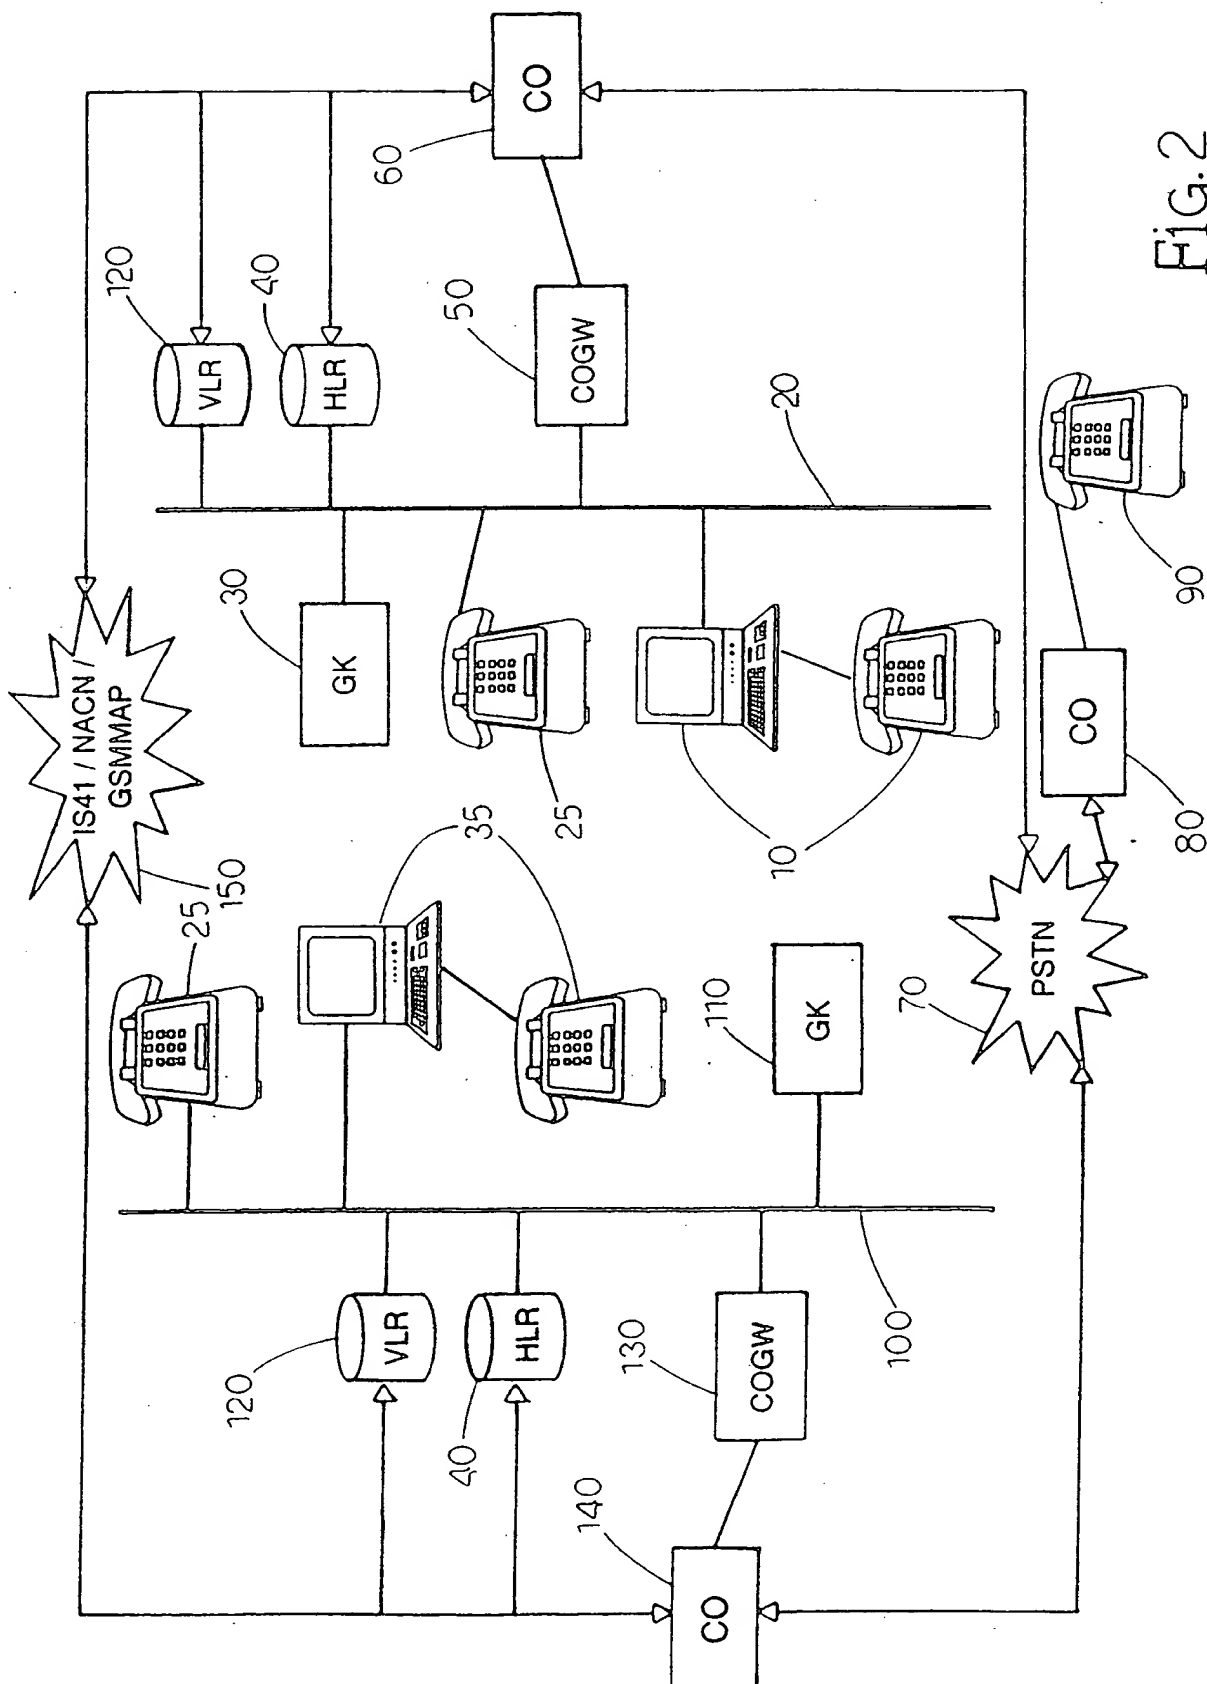 IS41 / NACN /
GSMMAP
150
25
35
110
GK
120
VLR
40
HLR
130
COGW
100
140
CO
30
GK
25
10
120
VLR
40
HLR
50
COGW
20
60
CO
70
PSTN
80
CO
90
FIG. 2